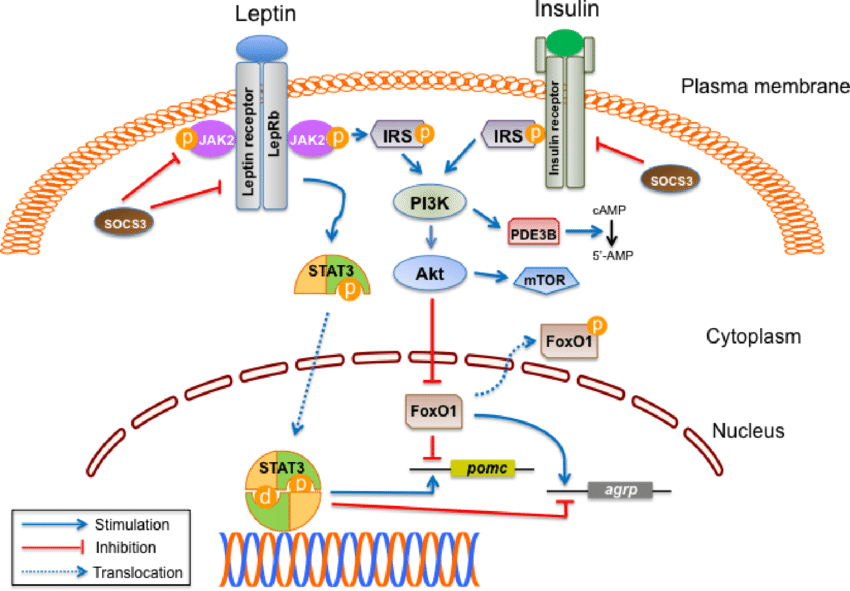 Leptin
Insulin
Plasma membrane
Leptin receptor
LepRb
Insulin receptor
p
JAK2
JAK2
p
IRS
p
IRS
p
SOCS3
SOCS3
PI3K
PDE3B
cAMP
5'-AMP
Akt
mTOR
STAT3
p
Cytoplasm
FoxO1
p
FoxO1
Nucleus
STAT3
d
p
pomc
agrp
Stimulation
Inhibition
Translocation